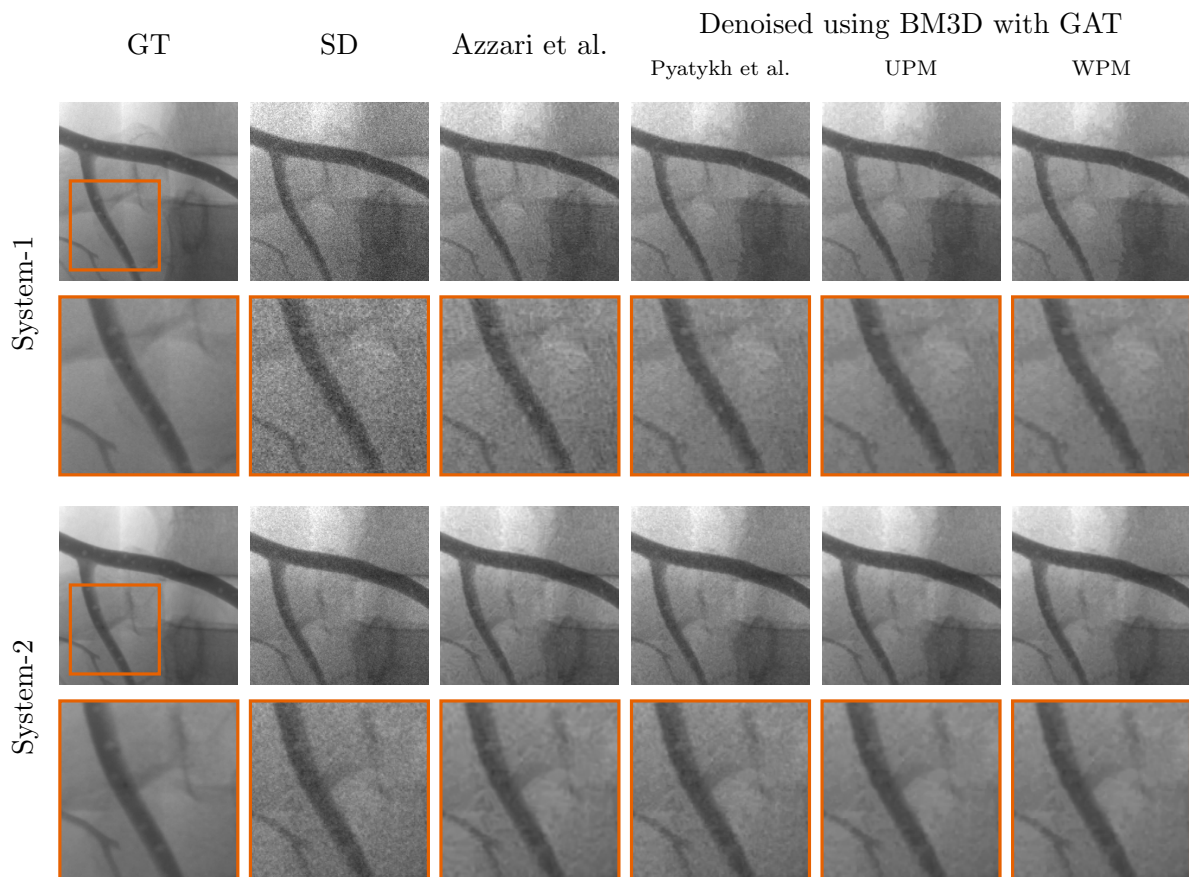 Denoised using BM3D with GAT
GT
SD
Azzari et al.
Pyatykh et al.
UPM
WPM
System-1
System-2